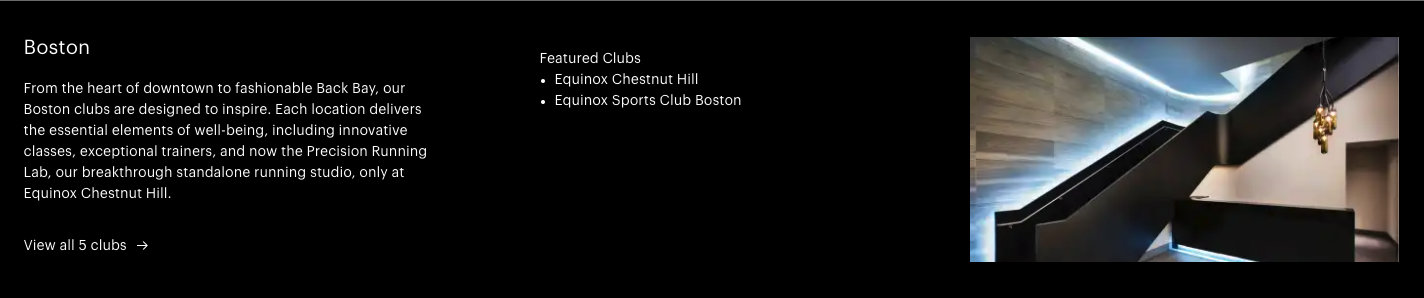 Boston
From the heart of downtown to fashionable Back Bay, our
Boston clubs are designed to inspire. Each location delivers
the essential elements of well-being, including innovative
classes, exceptional trainers, and now the Precision Running
Lab, our breakthrough standalone running studio, only at
Equinox Chestnut Hill.
View all 5 clubs →
Featured Clubs
• Equinox Chestnut Hill
• Equinox Sports Club Boston